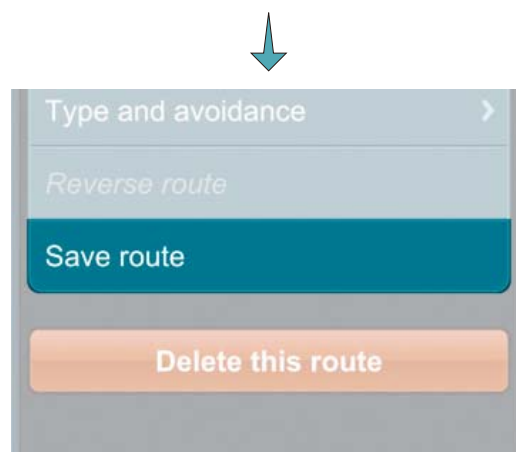 Type and avoidance
Reverse route
Save route
Delete this route